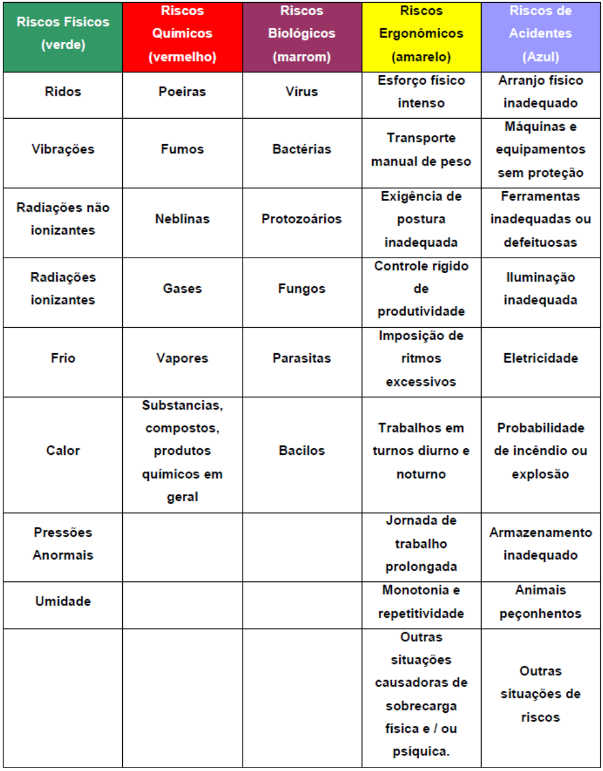 Riscos Físicos
(verde)
Riscos
Químicos
(vermelho)
Riscos
Biológicos
(marrom)
Riscos
Ergonômicos
(amarelo)
Riscos de
Acidentes
(Azul)
Ridos
Poeiras
Vírus
Esforço físico
intenso
Arranjo físico
inadequado
Vibrações
Fumos
Bactérias
Transporte
manual de peso
Máquinas e
equipamentos
sem proteção
Radiações não
ionizantes
Neblinas
Protozoários
Exigência de
postura
inadequada
Ferramentas
inadequadas ou
defeituosas
Radiações
ionizantes
Gases
Fungos
Controle rígido
de
produtividade
Iluminação
inadequada
Frio
Vapores
Parasitas
Imposição de
ritmos
excessivos
Eletricidade
Calor
Substancias,
compostos,
produtos
químicos em
geral
Bacilos
Trabalhos em
turnos diurno e
noturno
Probabilidade
de incêndio ou
explosão
Pressões
Anormais
Jornada de
trabalho
prolongada
Armazenamento
inadequado
Umidade
Monotonia e
repetitividade
Animais
peçonhentos
Outras
situações
causadoras de
sobrecarga
física e / ou
psíquica.
Outras
situações de
riscos